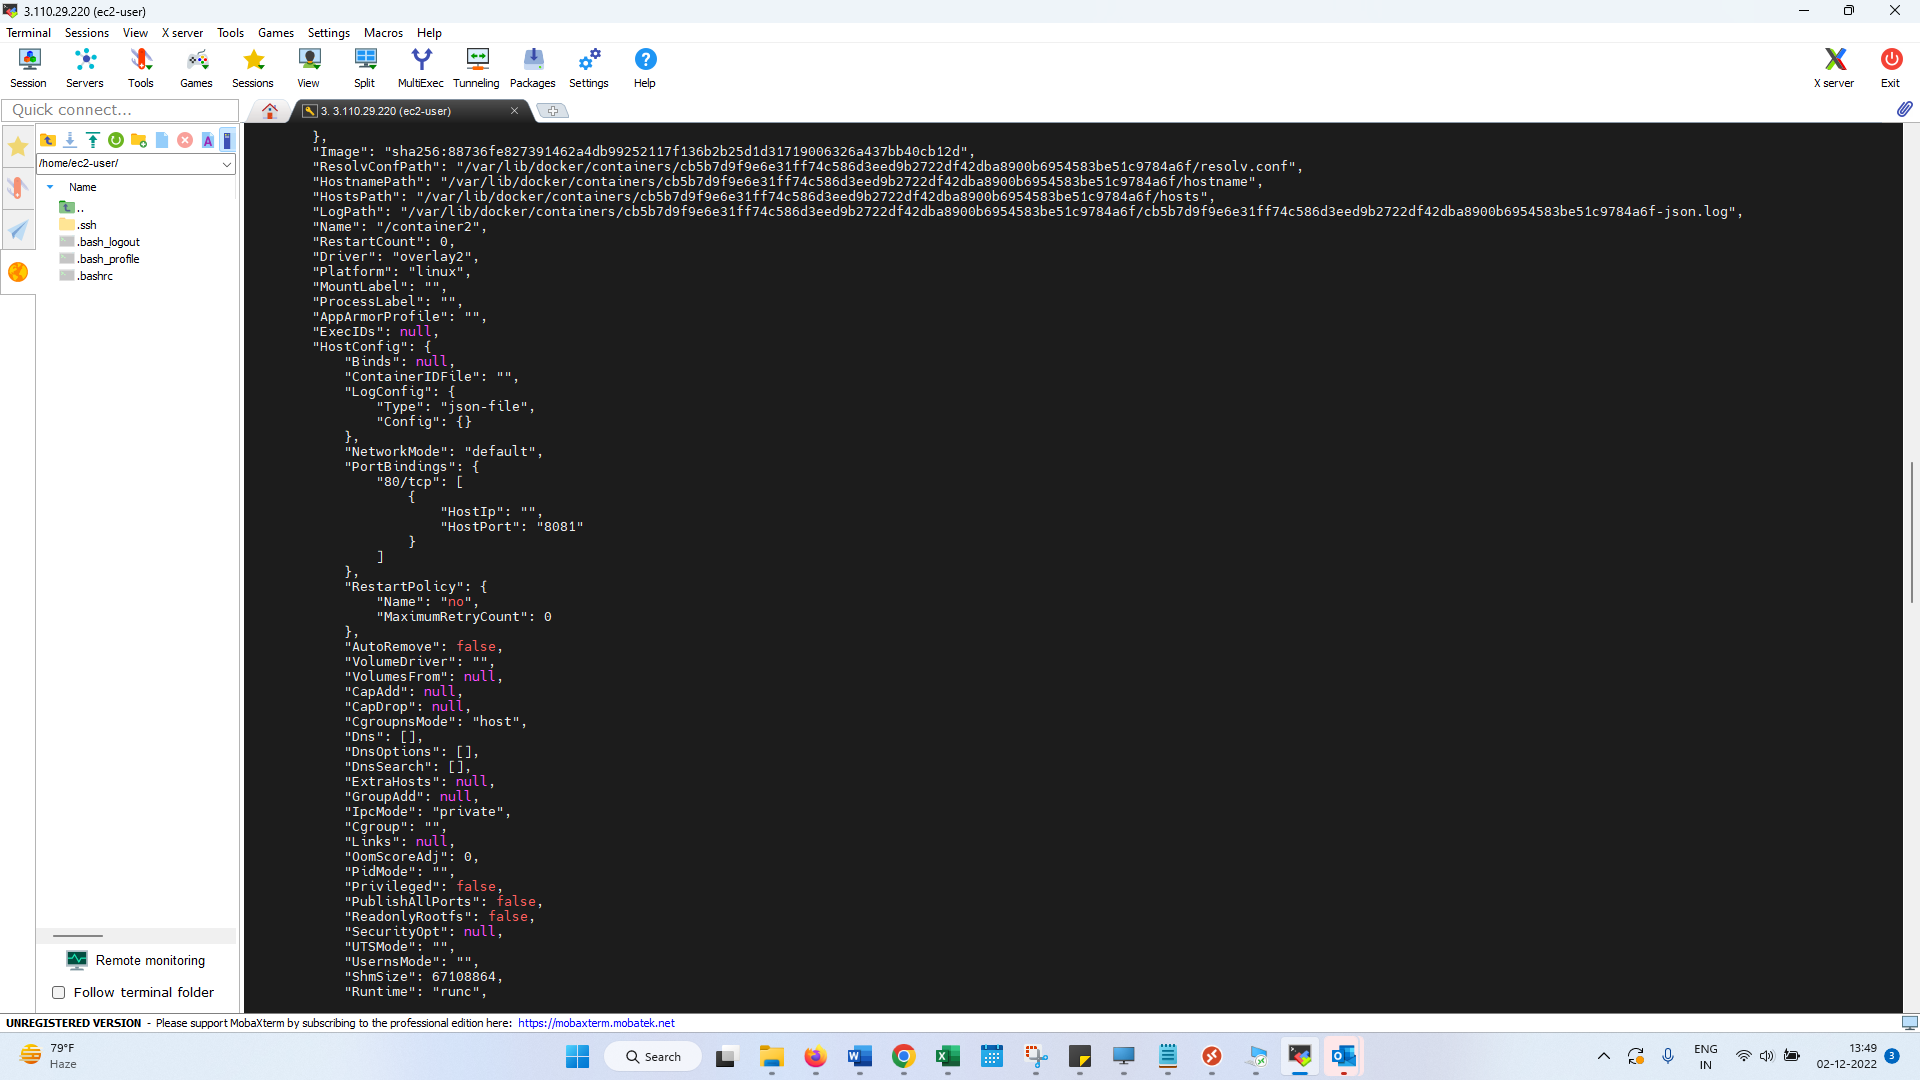 3.110.29.220 (ec2-user)
Terminal Sessions View X server Tools Games Settings Macros Help
Session Servers Tools Games Sessions View Split MultiExec Tunneling Packages Settings Help X server Exit
Quick connect...
3. 3.110.29.220 (ec2-user)
/home/ec2-user/
Name
..
.ssh
.bash_logout
.bash_profile
.bashrc
Remote monitoring
Follow terminal folder
},
"Image": "sha256:88736fe827391462a4db99252117f136b2b25d1d31719006326a437bb40cb12d",
"ResolvConfPath": "/var/lib/docker/containers/cb5b7d9f9e6e31ff74c586d3eed9b2722df42dba8900b6954583be51c9784a6f/resolv.conf",
"HostnamePath": "/var/lib/docker/containers/cb5b7d9f9e6e31ff74c586d3eed9b2722df42dba8900b6954583be51c9784a6f/hostname",
"HostsPath": "/var/lib/docker/containers/cb5b7d9f9e6e31ff74c586d3eed9b2722df42dba8900b6954583be51c9784a6f/hosts",
"LogPath": "/var/lib/docker/containers/cb5b7d9f9e6e31ff74c586d3eed9b2722df42dba8900b6954583be51c9784a6f/cb5b7d9f9e6e31ff74c586d3eed9b2722df42dba8900b6954583be51c9784a6f-json.log",
"Name": "/container2",
"RestartCount": 0,
"Driver": "overlay2",
"Platform": "linux",
"MountLabel": "",
"ProcessLabel": "",
"AppArmorProfile": "",
"ExecIDs": null,
"HostConfig": {
"Binds": null,
"ContainerIDFile": "",
"LogConfig": {
"Type": "json-file",
"Config": {}
},
"NetworkMode": "default",
"PortBindings": {
"80/tcp": [
{
"HostIp": "",
"HostPort": "8081"
}
]
},
"RestartPolicy": {
"Name": "no",
"MaximumRetryCount": 0
},
"AutoRemove": false,
"VolumeDriver": "",
"VolumesFrom": null,
"CapAdd": null,
"CapDrop": null,
"CgroupnsMode": "host",
"Dns": [],
"DnsOptions": [],
"DnsSearch": [],
"ExtraHosts": null,
"GroupAdd": null,
"IpcMode": "private",
"Cgroup": "",
"Links": null,
"OomScoreAdj": 0,
"PidMode": "",
"Privileged": false,
"PublishAllPorts": false,
"ReadonlyRootfs": false,
"SecurityOpt": null,
"UTSMode": "",
"UsernsMode": "",
"ShmSize": 67108864,
"Runtime": "runc",
UNREGISTERED VERSION - Please support MobaXterm by subscribing to the professional edition here: https://mobaxterm.mobatek.net
79°F
Haze
Search
ENG
IN
13:49
02-12-2022
3